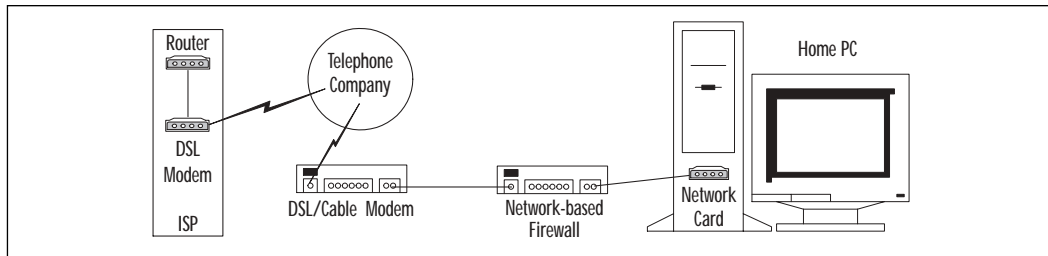 Router
DSL
Modem
ISP
Telephone
Company
DSL/Cable Modem
Network-based
Firewall
Network
Card
Home PC